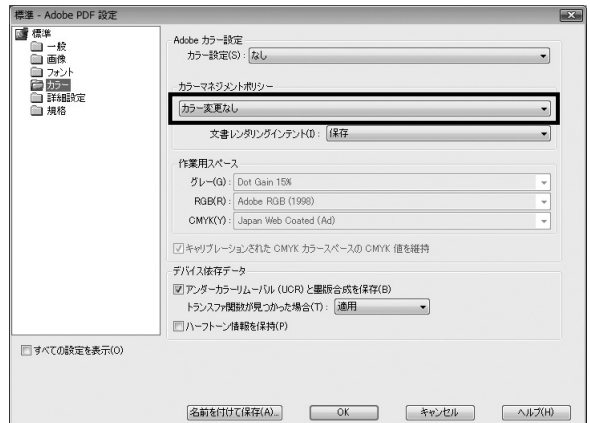 標準 - Adobe PDF 設定
標準
一般
画像
フォント
カラー
詳細設定
規格
すべての設定を表示(O)
Adobe カラー設定
カラー設定(S): なし
カラーマネジメントポリシー
カラー変更なし
文書レンダリングインテント(I): 保存
作業用スペース
グレー(G): Dot Gain 15%
RGB(R): Adobe RGB (1998)
CMYK(Y): Japan Web Coated (Ad)
キャリブレーションされた CMYK カラースペースの CMYK 値を維持
デバイス依存データ
アンダーカラーリムーバル (UCR) と墨版合成を保存(B)
トランスファ関数が見つかった場合(T): 適用
ハーフトーン情報を保持(P)
名前を付けて保存(A)... OK キャンセル ヘルプ(H)